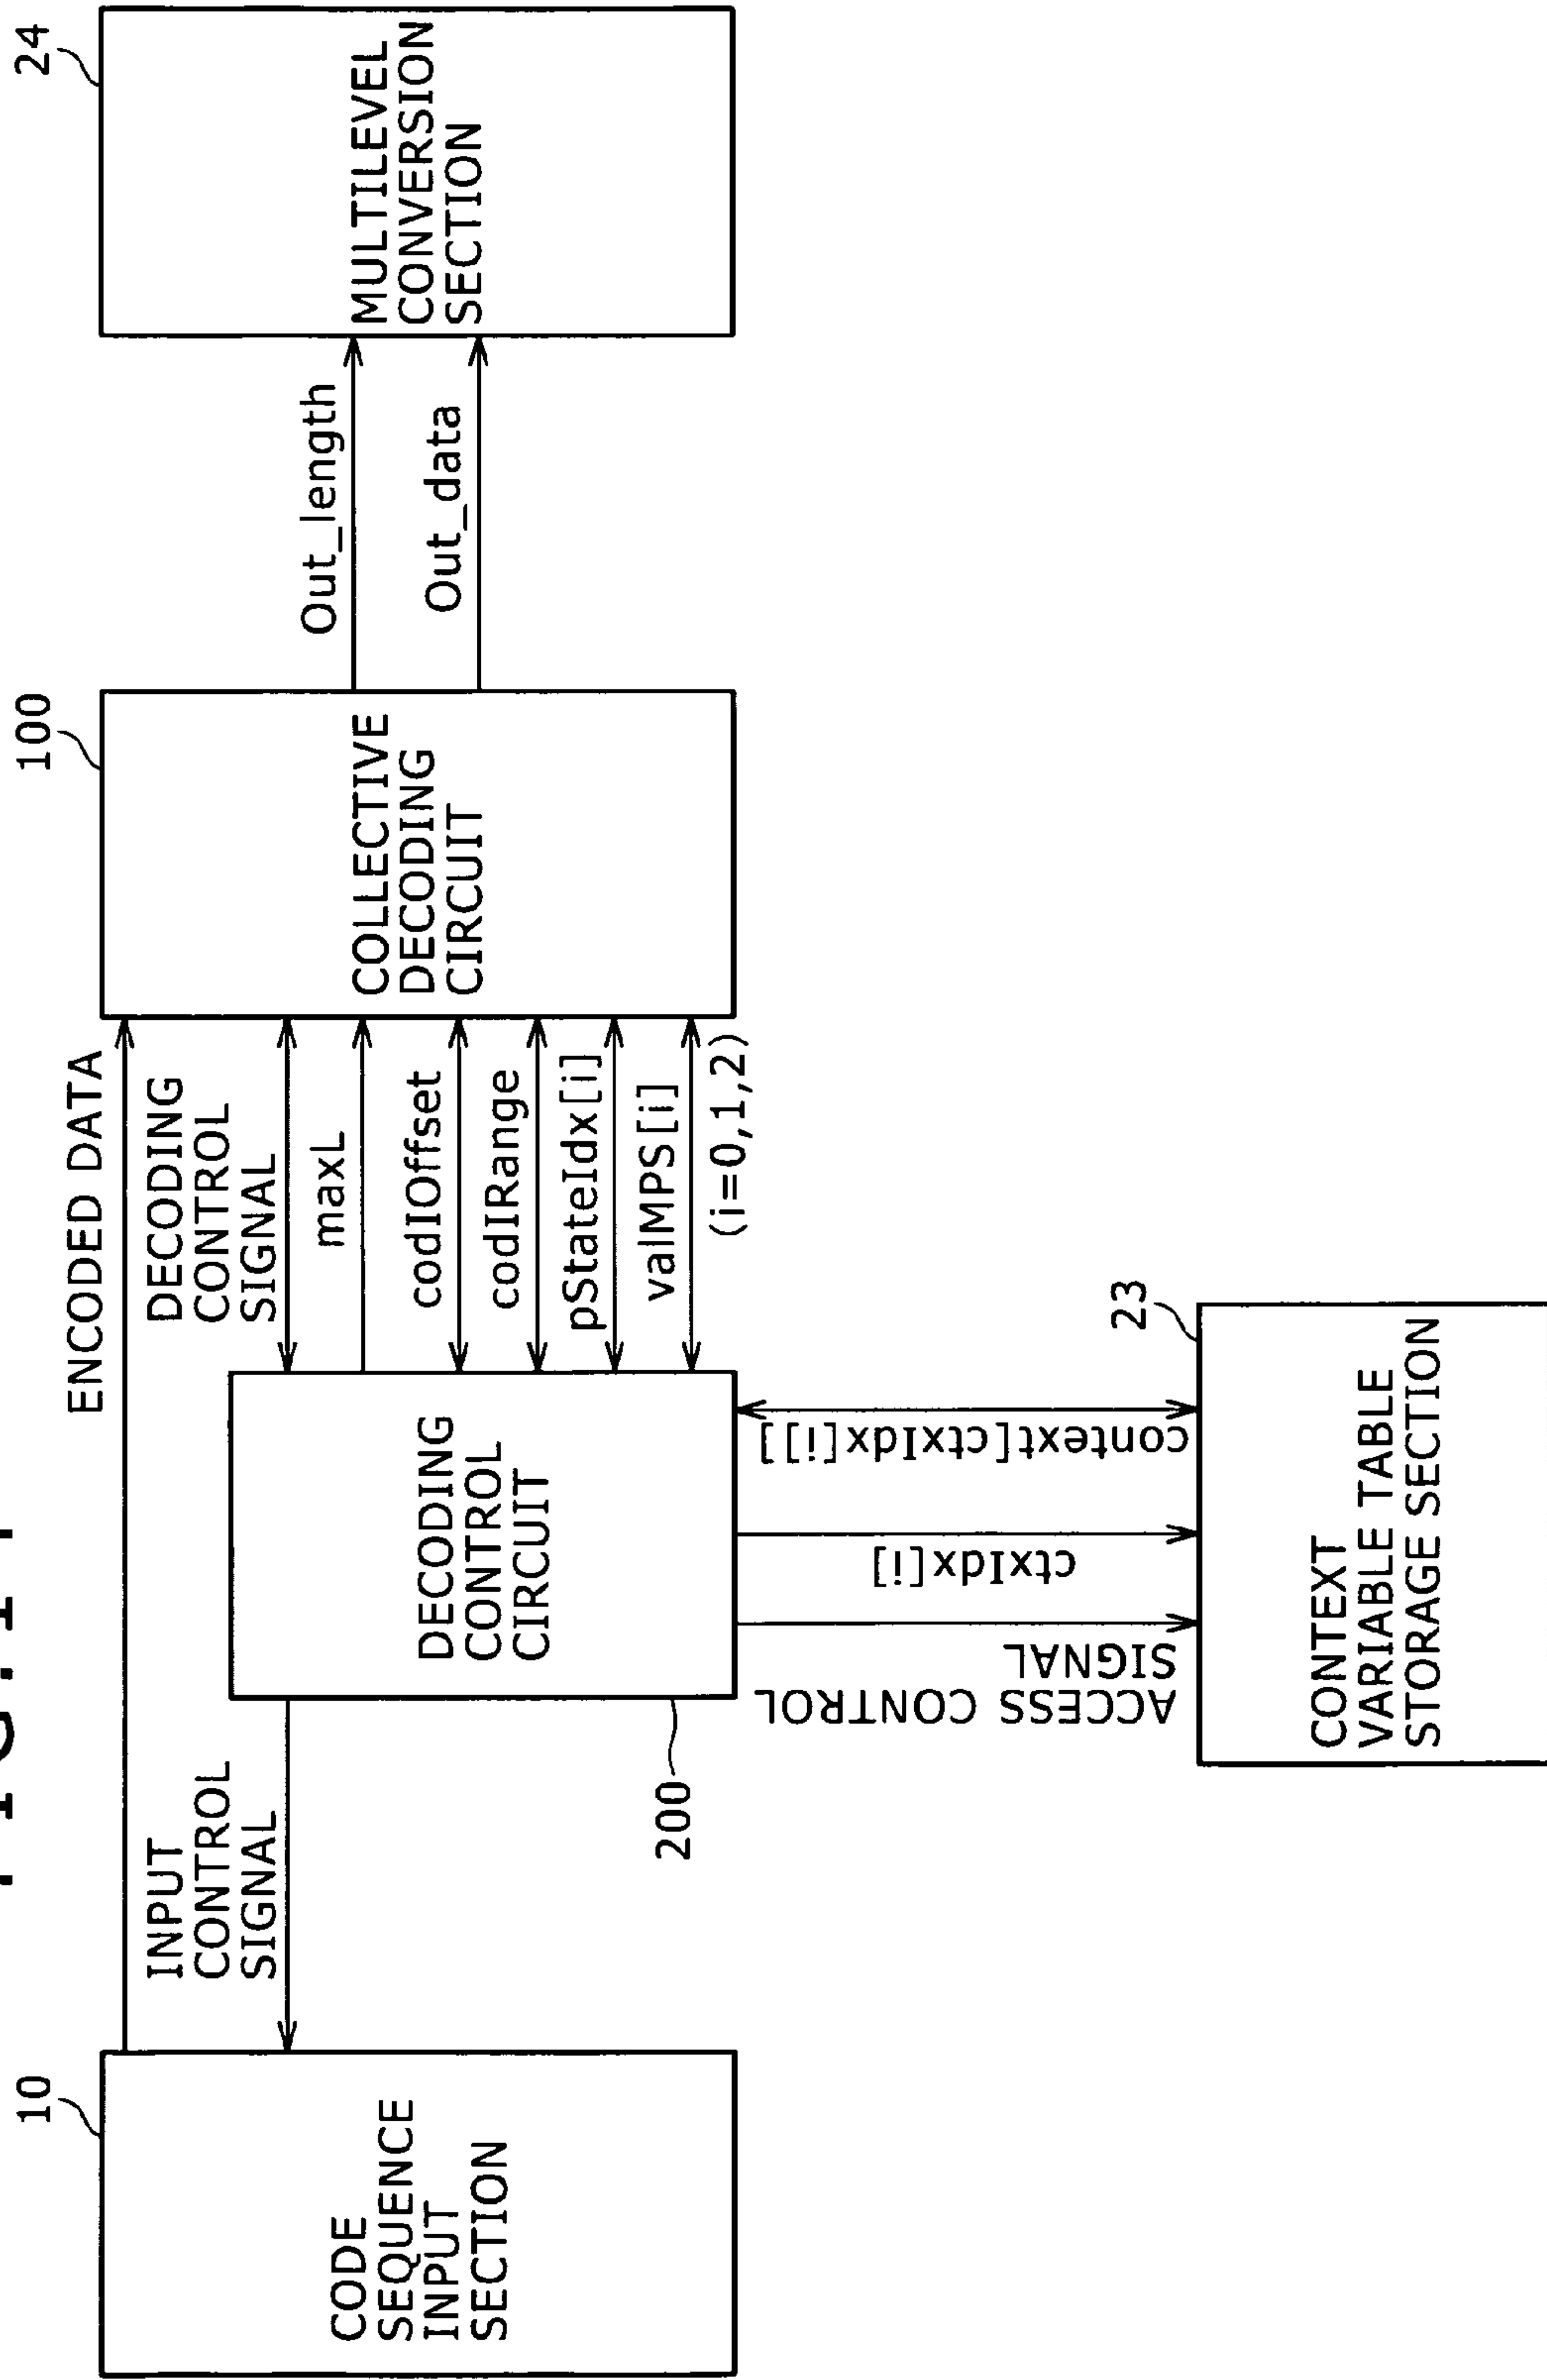 10
CODE
SEQUENCE
INPUT
SECTION
ENCODED DATA
INPUT
CONTROL
SIGNAL
200
DECODING
CONTROL
CIRCUIT
DECODING
CONTROL
SIGNAL
maxL
codIOffset
codIRange
pStateIdx[i]
valMPS[i]
(i=0,1,2)
100
COLLECTIVE
DECODING
CIRCUIT
Out_length
Out_data
24
MULTILEVEL
CONVERSION
SECTION
ACCESS CONTROL
SIGNAL
ctxIdx[i]
context[ctxIdx[i]]
23
CONTEXT
VARIABLE TABLE
STORAGE SECTION